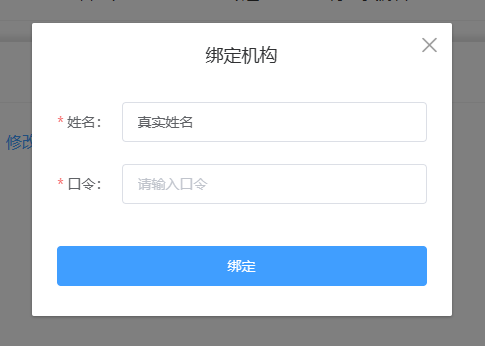 绑定机构
修改
* 姓名：
真实姓名
* 口令：
请输入口令
绑定